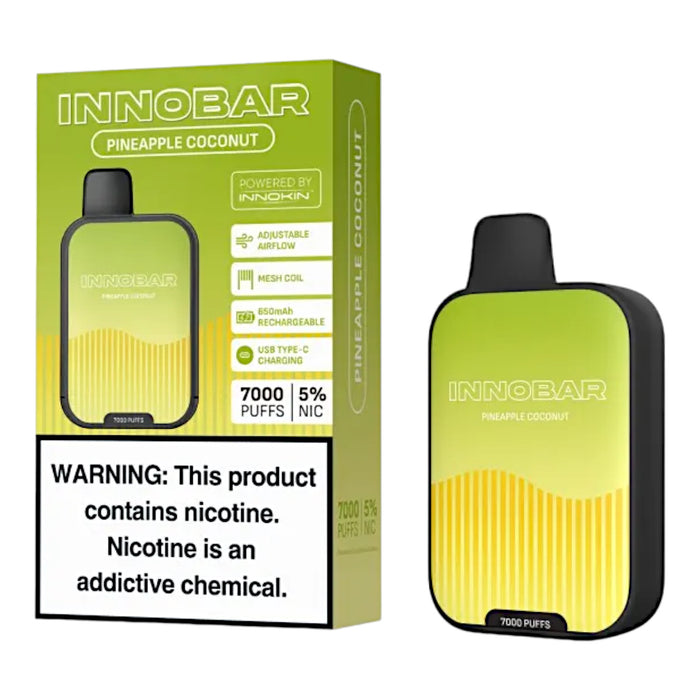 INNOBAR
PINEAPPLE COCONUT
POWERED BY
INNOKIN
ADJUSTABLE
AIRFLOW
MESH COIL
650mAh
RECHARGEABLE
USB TYPE-C
CHARGING
INNOBAR
PINEAPPLE COCONUT
7000 PUFFS
7000
PUFFS
5%
NIC
WARNING: This product
contains nicotine.
Nicotine is an
addictive chemical.
PINEAPPLE COCONUT
7000
PUFFS
5%
NIC
INNOBAR
PINEAPPLE COCONUT
7000 PUFFS